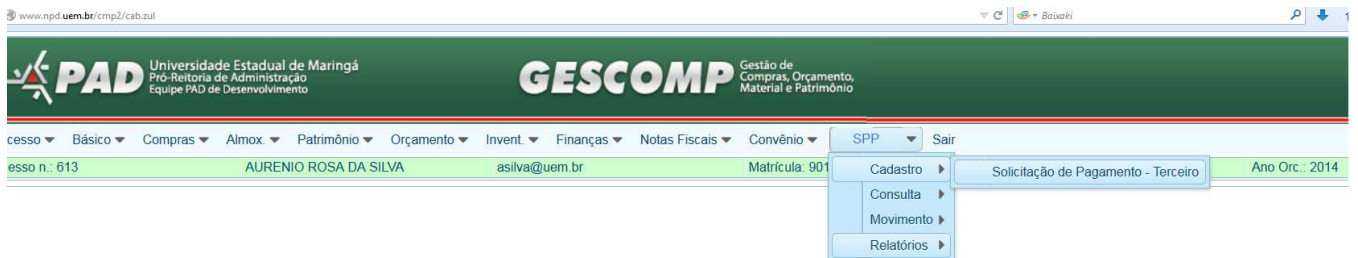 www.npd.uem.br/cmp2/cab.zul Baixaki
PAD Universidade Estadual de Maringá
Pró-Reitoria de Administração
Equipe PAD de Desenvolvimento
GESCOMP Gestão de
Compras, Orçamento,
Material e Patrimônio
cesso Básico Compras Almox. Patrimônio Orçamento Invent. Finanças Notas Fiscais Convênio SPP Sair
esso n.: 613 AURENIO ROSA DA SILVA asilva@uem.br Matrícula: 901 Ano Orc.: 2014
Cadastro Solicitação de Pagamento - Terceiro
Consulta
Movimento
Relatórios